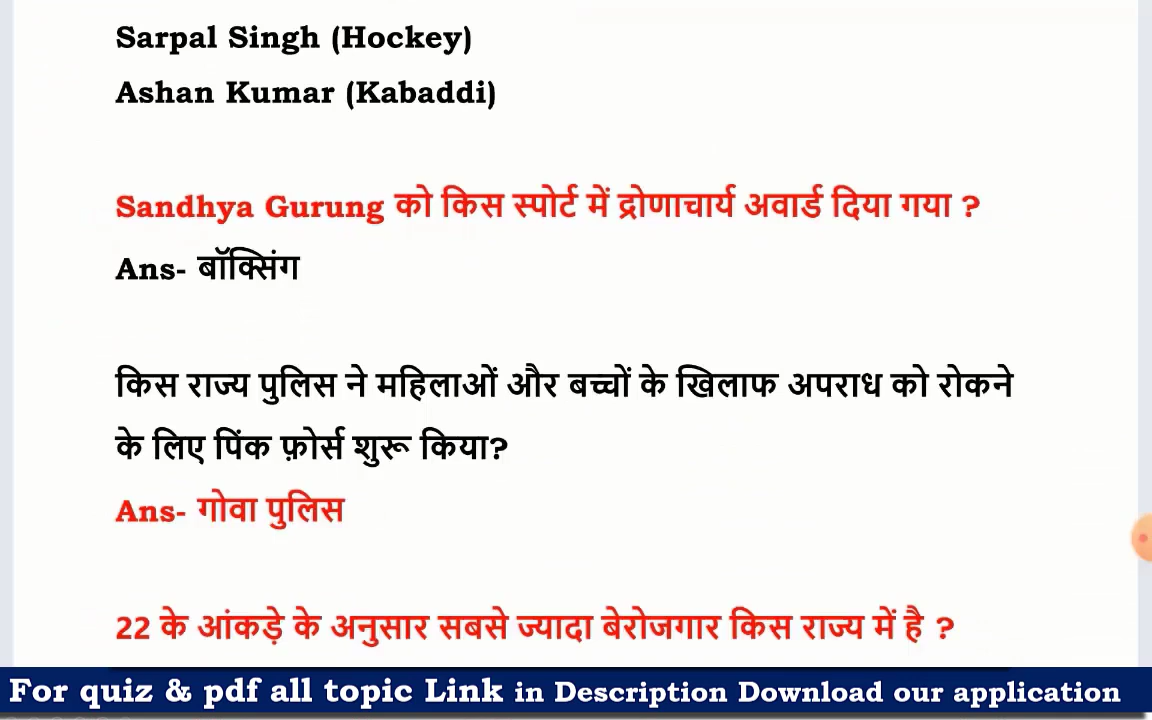 Sarpal Singh (Hockey)
Ashan Kumar (Kabaddi)
Sandhya Gurung को किस स्पोर्ट में द्रोणाचार्य अवार्ड दिया गया ?
Ans- बॉक्सिंग
किस राज्य पुलिस ने महिलाओं और बच्चों के खिलाफ अपराध को रोकने
के लिए पिंक फ़ोर्स शुरू किया?
Ans- गोवा पुलिस
22 के आंकड़े के अनुसार सबसे ज्यादा बेरोजगार किस राज्य में है ?
For quiz & pdf all topic Link in Description Download our application